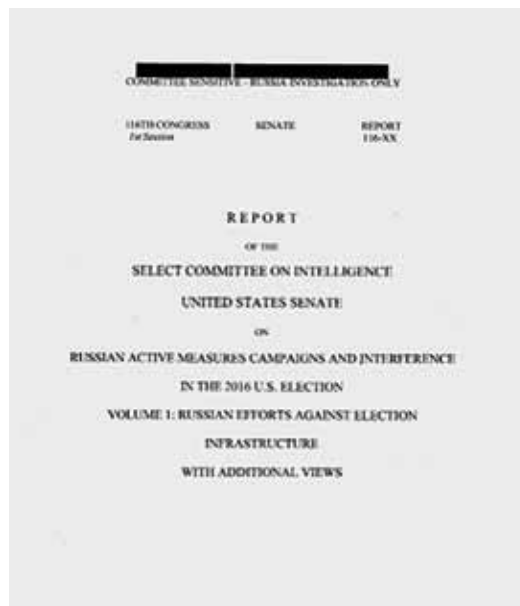 COMMITTEE SENSITIVE - RUSSIA INVESTIGATION ONLY
116TH CONGRESS SENATE REPORT
1st Session 116-XX
REPORT
OF THE
SELECT COMMITTEE ON INTELLIGENCE
UNITED STATES SENATE
ON
RUSSIAN ACTIVE MEASURES CAMPAIGNS AND INTERFERENCE
IN THE 2016 U.S. ELECTION
VOLUME 1: RUSSIAN EFFORTS AGAINST ELECTION
INFRASTRUCTURE
WITH ADDITIONAL VIEWS